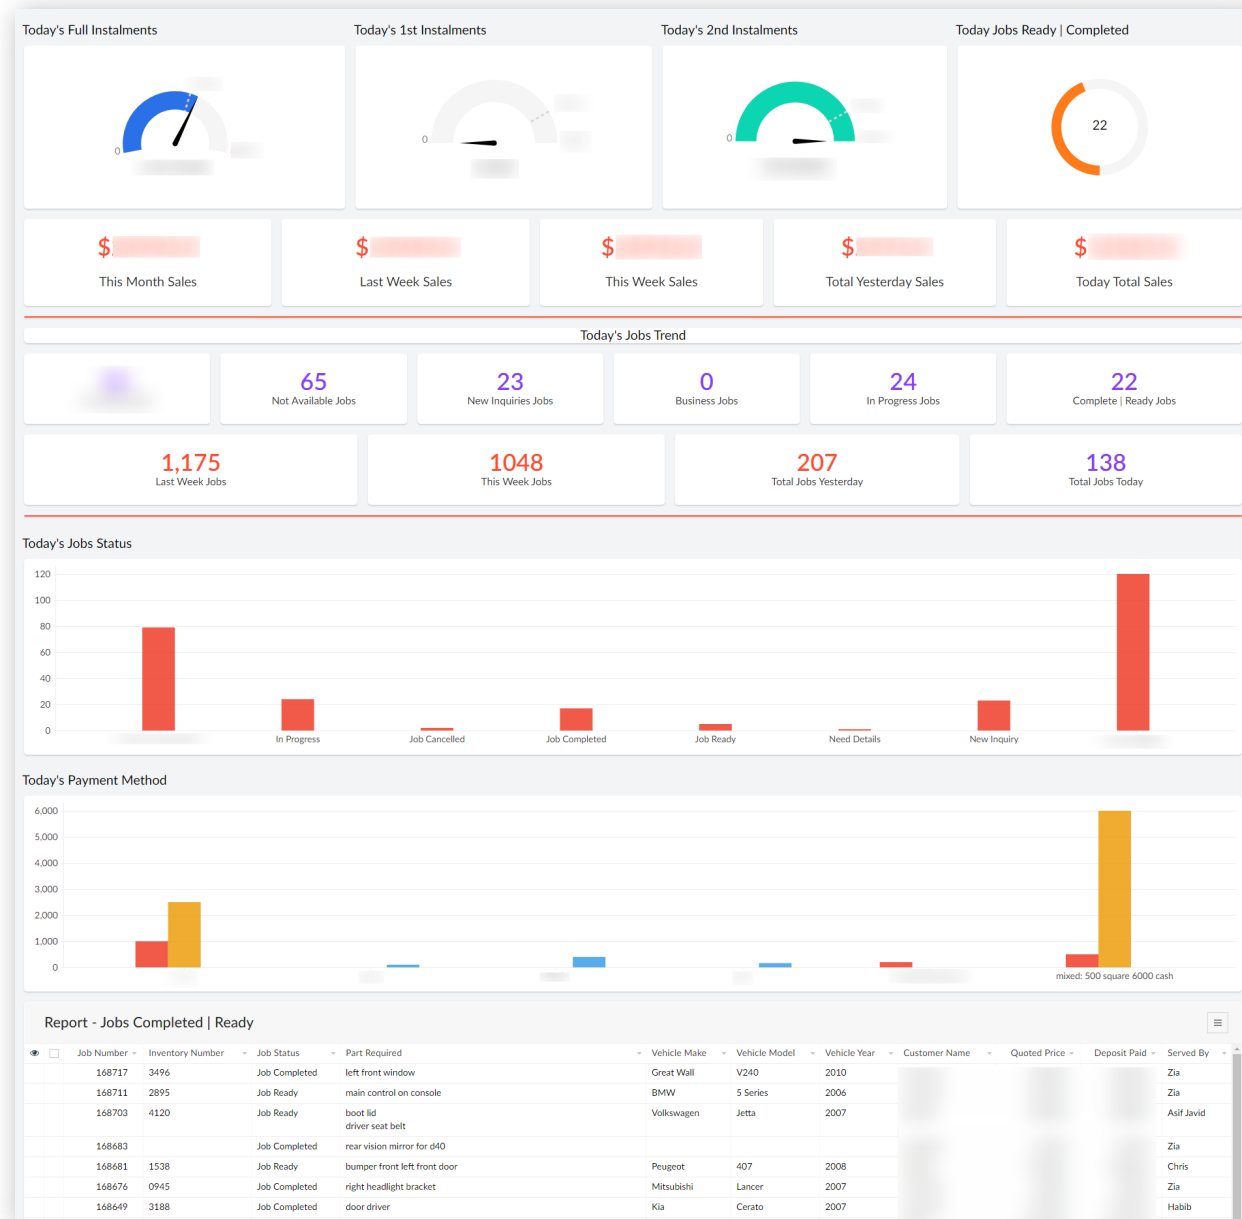 Today's Full Instalments
Today's 1st Instalments
Today's 2nd Instalments
Today Jobs Ready | Completed
0
0
0
22
$
$
$
$
$
This Month Sales
Last Week Sales
This Week Sales
Total Yesterday Sales
Today Total Sales
Today's Jobs Trend
65
Not Available Jobs
23
New Inquiries Jobs
0
Business Jobs
24
In Progress Jobs
22
Complete | Ready Jobs
1,175
Last Week Jobs
1048
This Week Jobs
207
Total Jobs Yesterday
138
Total Jobs Today
Today's Jobs Status
120
100
80
60
40
20
0
In Progress
Job Cancelled
Job Completed
Job Ready
Need Details
New Inquiry
Today's Payment Method
6,000
5,000
4,000
3,000
2,000
1,000
0
mixed: 500 square 6000 cash
Report - Jobs Completed | Ready
Job Number Inventory Number Job Status Part Required Vehicle Make Vehicle Model Vehicle Year Customer Name Quoted Price Deposit Paid Served By
168717 3496 Job Completed left front window Great Wall V240 2010 Zia
168711 2895 Job Ready main control on console BMW 5 Series 2006 Zia
168703 4120 Job Ready boot lid Volkswagen Jetta 2007 Asif Javid
driver seat belt
168683 Job Completed rear vision mirror for d40 Zia
168681 1538 Job Ready bumper front left front door Peugeot 407 2008 Chris
168676 0945 Job Completed right headlight bracket Mitsubishi Lancer 2007 Zia
168649 3188 Job Completed door driver Kia Cerato 2007 Habib